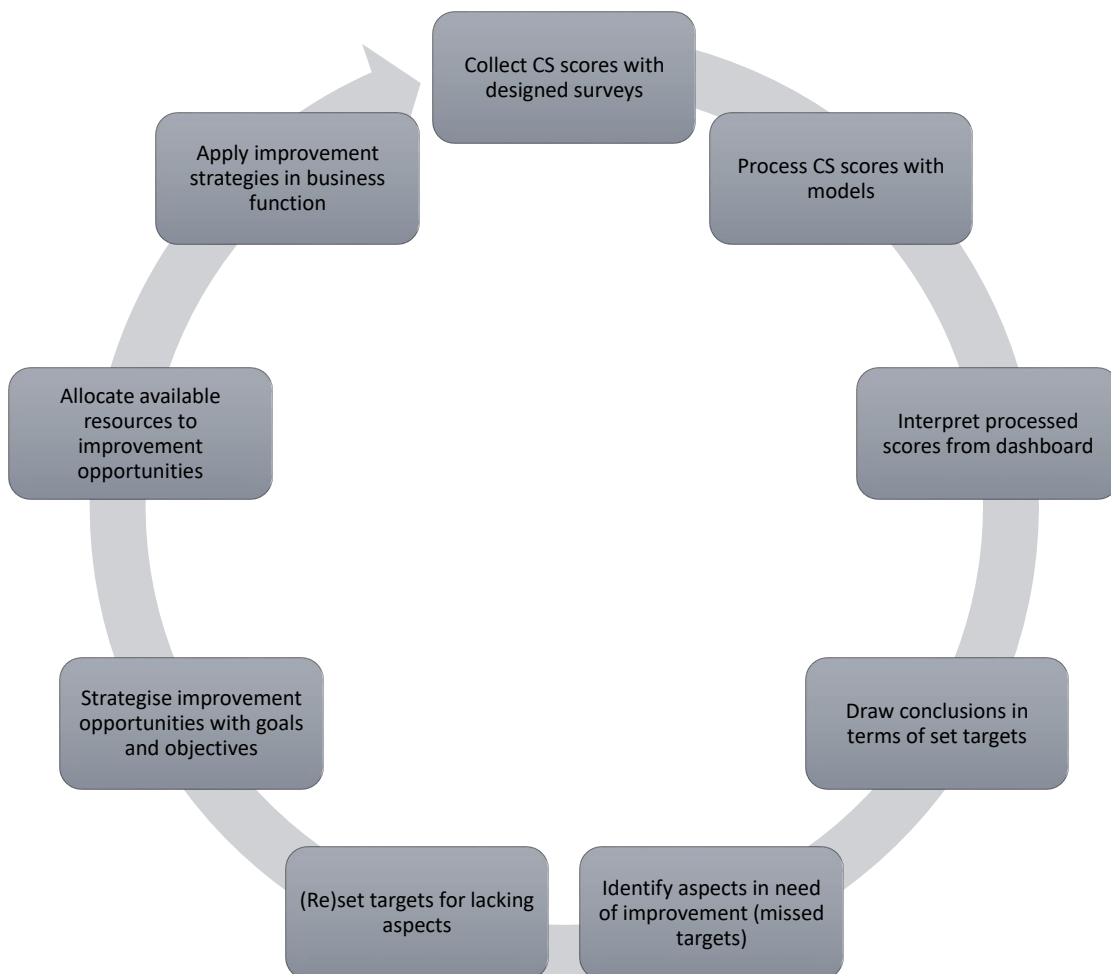 Collect CS scores with
designed surveys
Process CS scores with
models
Interpret processed
scores from dashboard
Draw conclusions in
terms of set targets
Identify aspects in need
of improvement (missed
targets)
(Re)set targets for lacking
aspects
Strategise improvement
opportunities with goals
and objectives
Allocate available
resources to
improvement
opportunities
Apply improvement
strategies in business
function